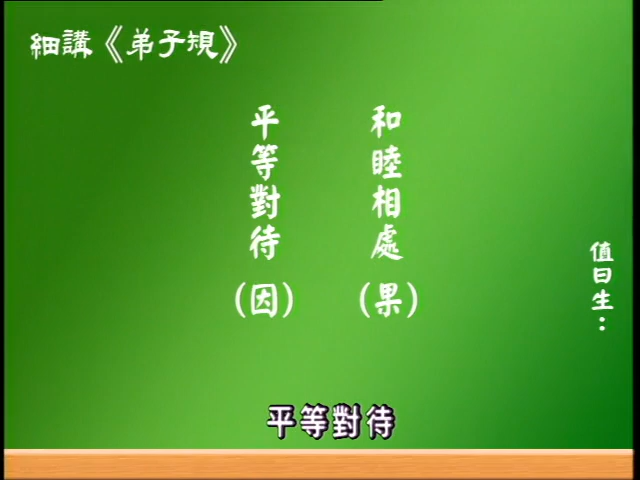 細講《弟子規》
和睦相處(果)
平等對待(因)
值日生：
平等對待